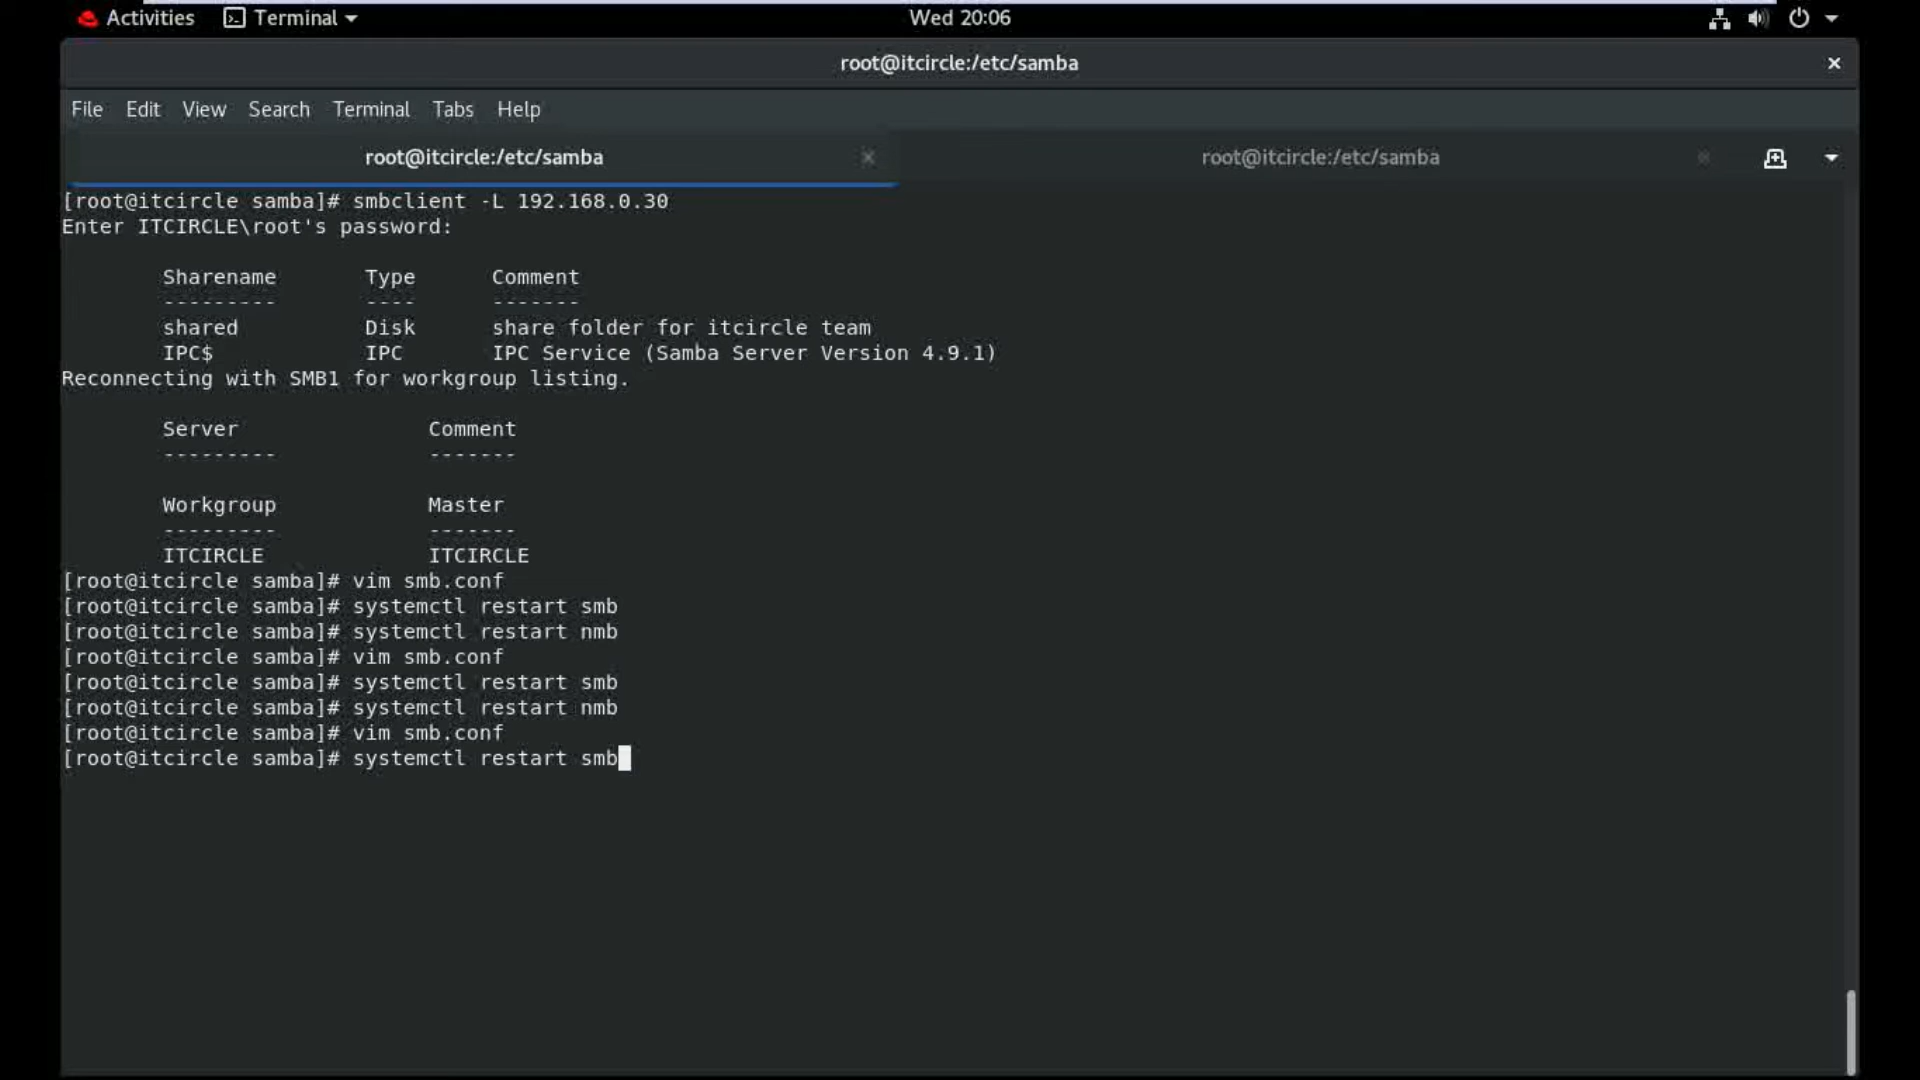 Activities Terminal Wed 20:06
root@itcircle:/etc/samba
File Edit View Search Terminal Tabs Help
root@itcircle:/etc/samba root@itcircle:/etc/samba
[root@itcircle samba]# smbclient -L 192.168.0.30
Enter ITCIRCLE\root's password:
Sharename Type Comment
--------- ---- -------
shared Disk share folder for itcircle team
IPC$ IPC IPC Service (Samba Server Version 4.9.1)
Reconnecting with SMB1 for workgroup listing.
Server Comment
--------- -------
Workgroup Master
--------- -------
ITCIRCLE ITCIRCLE
[root@itcircle samba]# vim smb.conf
[root@itcircle samba]# systemctl restart smb
[root@itcircle samba]# systemctl restart nmb
[root@itcircle samba]# vim smb.conf
[root@itcircle samba]# systemctl restart smb
[root@itcircle samba]# systemctl restart nmb
[root@itcircle samba]# vim smb.conf
[root@itcircle samba]# systemctl restart smb